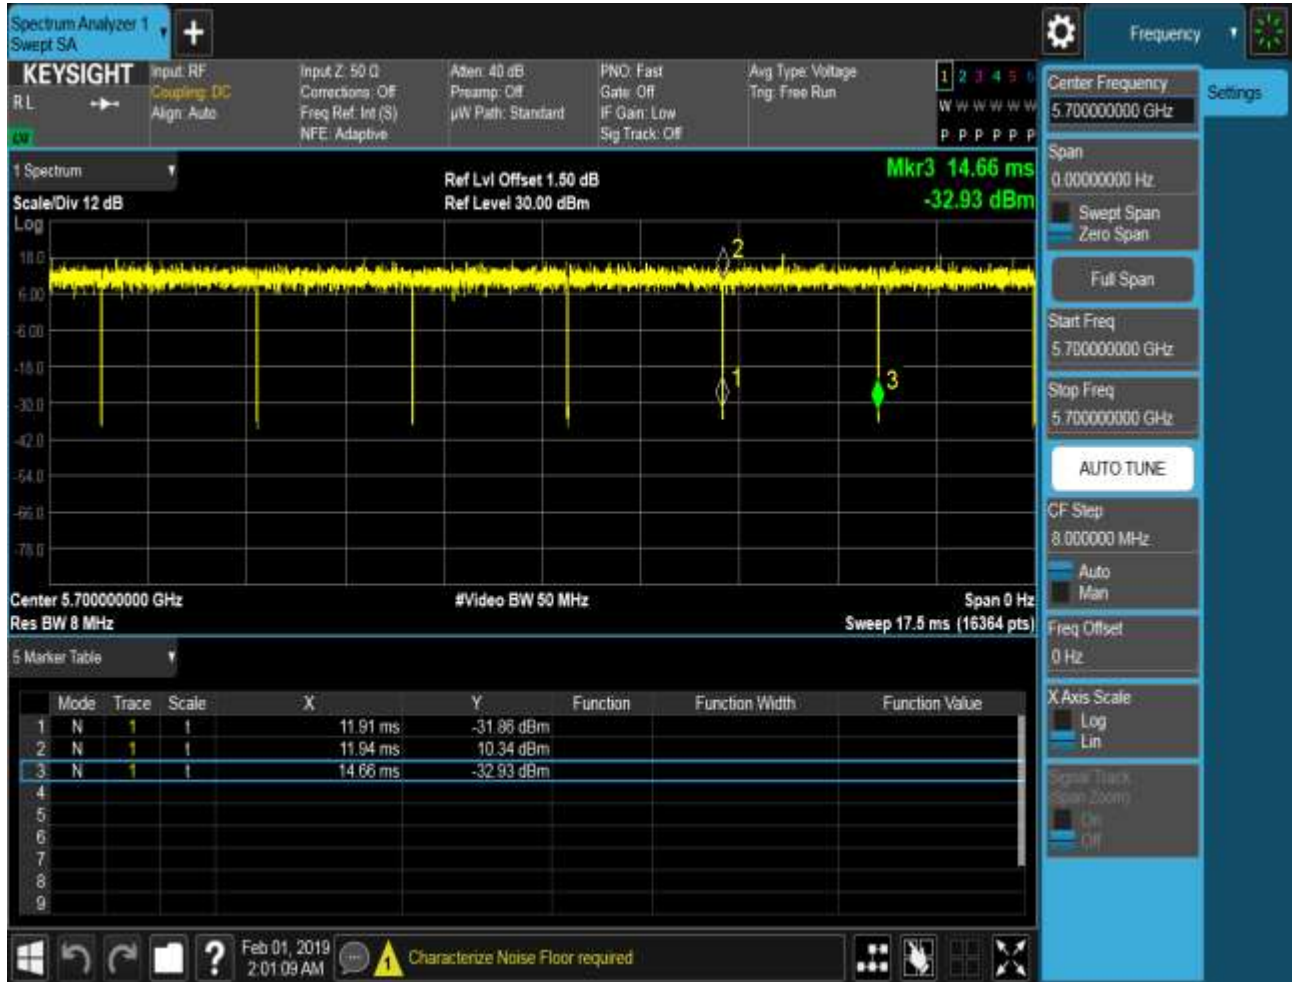 Spectrum Analyzer 1
Swept SA
+
Frequency
KEYSIGHT
R L
Input: RF
Coupling: DC
Align: Auto
Input Z: 50 Ω
Corrections: Off
Freq Ref: Int (S)
NFE: Adaptive
Atten: 40 dB
Preamp: Off
µW Path: Standard
PNO: Fast
Gate: Off
IF Gain: Low
Sig Track: Off
Avg Type: Voltage
Trig: Free Run
1 2 3 4 5 6
W W W W W W
P P P P P P
1 Spectrum
Scale/Div 12 dB
Log
Ref Lvl Offset 1.50 dB
Ref Level 30.00 dBm
Mkr3 14.66 ms
-32.93 dBm
18.0
6.00
-6.00
-18.0
-30.0
-42.0
-54.0
-66.0
-78.0
2
1
3
Center 5.700000000 GHz
Res BW 8 MHz
#Video BW 50 MHz
Span 0 Hz
Sweep 17.5 ms (16364 pts)
5 Marker Table
Mode Trace Scale X Y Function Function Width Function Value
1 N 1 t 11.91 ms -31.86 dBm
2 N 1 t 11.94 ms 10.34 dBm
3 N 1 t 14.66 ms -32.93 dBm
4
5
6
7
8
9
Feb 01, 2019
2:01:09 AM
?
1
Characterize Noise Floor required
Center Frequency
5.700000000 GHz
Settings
Span
0.00000000 Hz
Swept Span
Zero Span
Full Span
Start Freq
5.700000000 GHz
Stop Freq
5.700000000 GHz
AUTO TUNE
CF Step
8.000000 MHz
Auto
Man
Freq Offset
0 Hz
X Axis Scale
Log
Lin
Signal Track
(Span Zoom)
On
Off